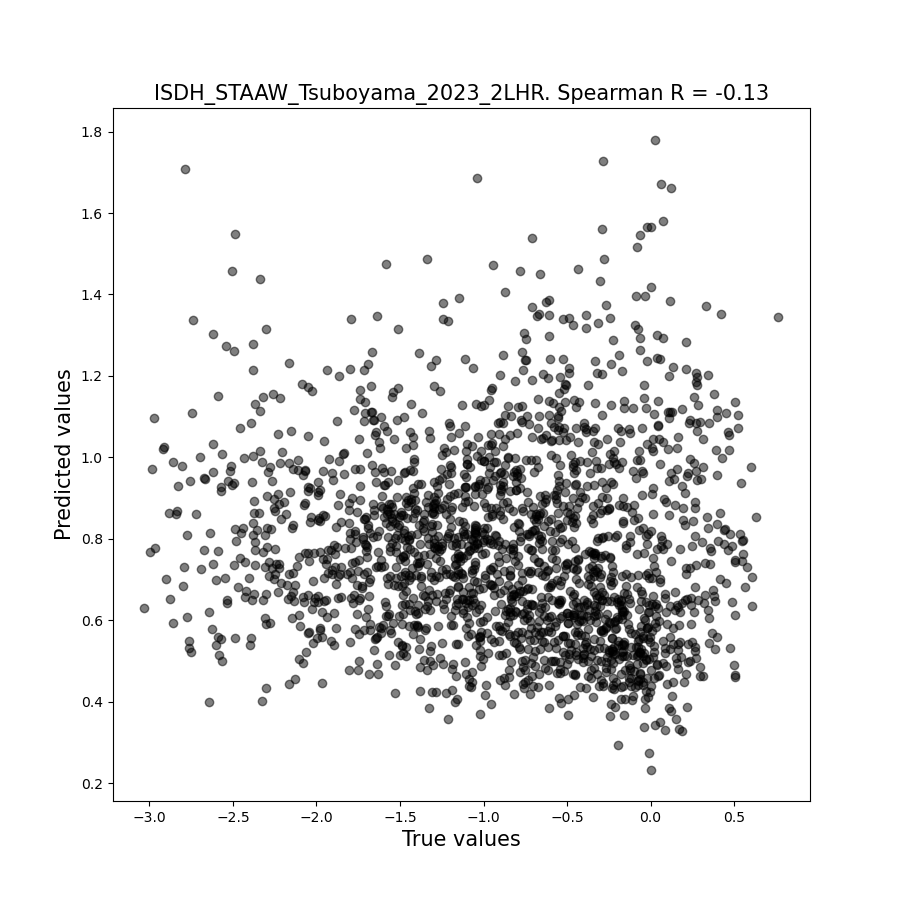 ISDH_STAAW_Tsuboyama_2023_2LHR. Spearman R = -0.13
1.8
1.6
1.4
1.2
1.0
0.8
0.6
0.4
0.2
Predicted values
−3.0 −2.5 −2.0 −1.5 −1.0 −0.5 0.0 0.5
True values